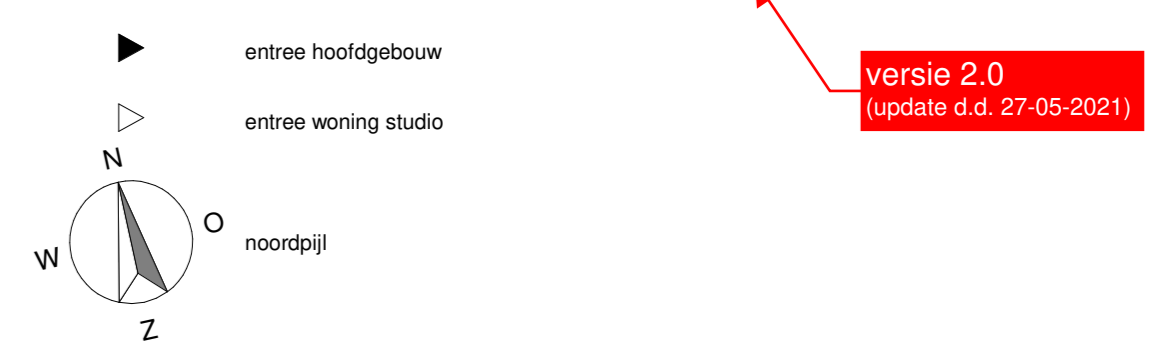 entree hoofdgebouw
entree woning studio
N
O
W
Z
noordpijl
versie 2.0
(update d.d. 27-05-2021)